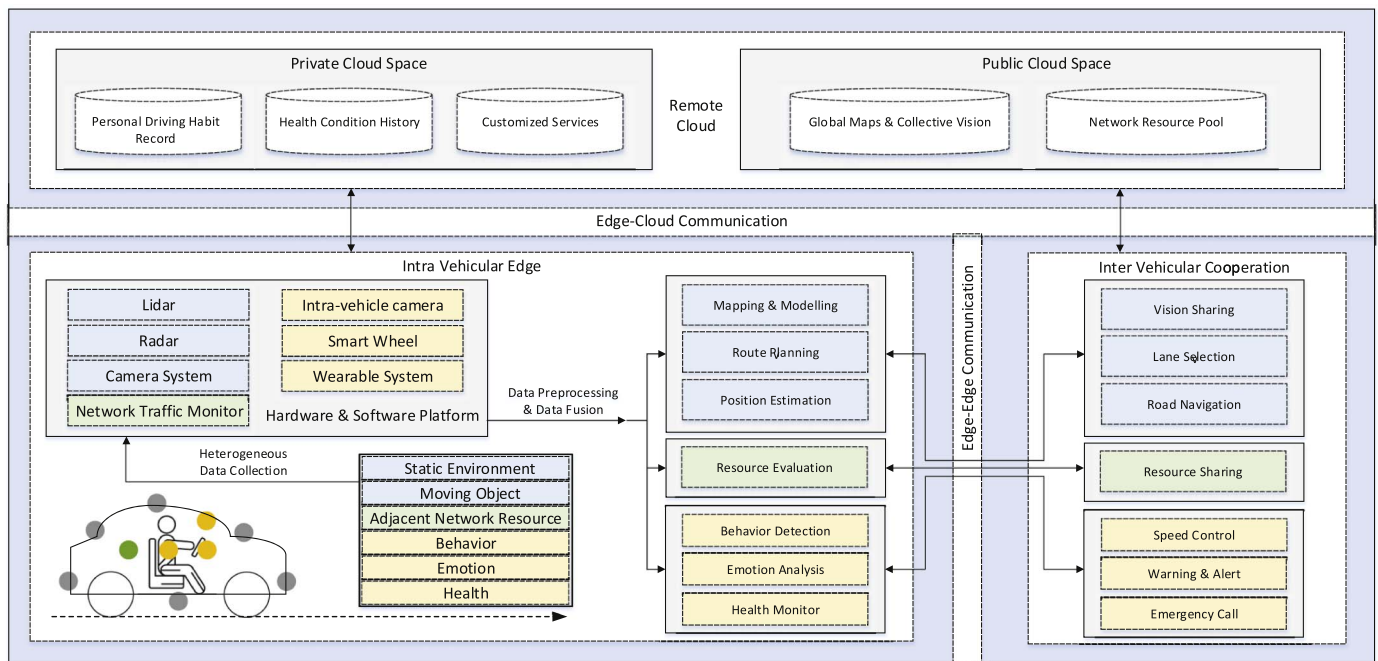 Private Cloud Space
Personal Driving Habit
Record
Health Condition History
Customized Services
Remote
Cloud
Public Cloud Space
Global Maps & Collective Vision
Network Resource Pool
Edge-Cloud Communication
Intra Vehicular Edge
Lidar
Radar
Camera System
Network Traffic Monitor
Intra-vehicle camera
Smart Wheel
Wearable System
Hardware & Software Platform
Heterogeneous
Data Collection
Static Environment
Moving Object
Adjacent Network Resource
Behavior
Emotion
Health
Data Preprocessing
& Data Fusion
Mapping & Modelling
Route Planning
Position Estimation
Resource Evaluation
Behavior Detection
Emotion Analysis
Health Monitor
Edge-Edge Communication
Inter Vehicular Cooperation
Vision Sharing
Lane Selection
Road Navigation
Resource Sharing
Speed Control
Warning & Alert
Emergency Call